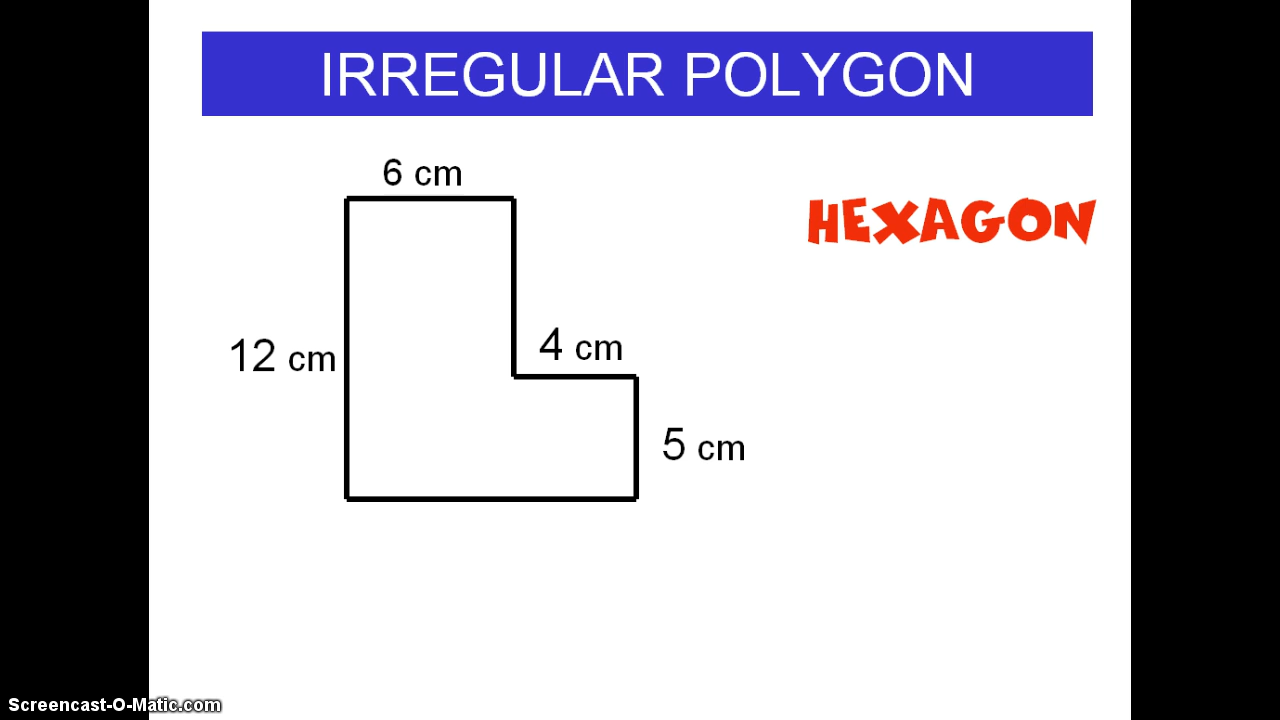 IRREGULAR POLYGON
6 cm
HEXAGON
12 cm
4 cm
5 cm
Screencast-O-Matic.com